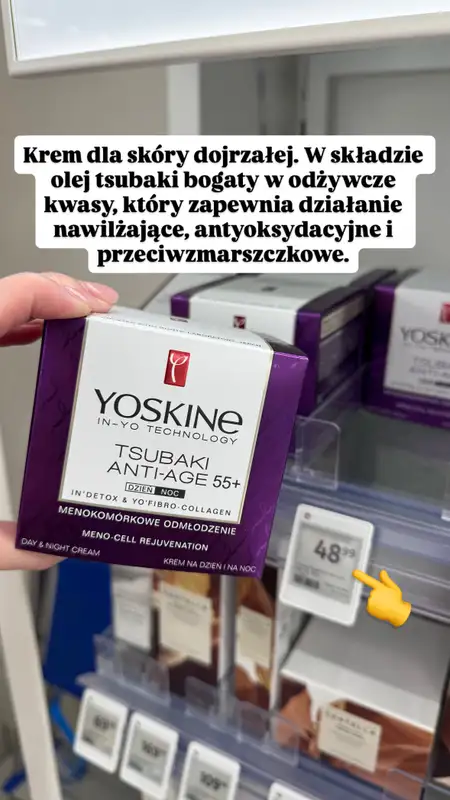 Krem dla skóry dojrzałej. W składzie
olej tsubaki bogaty w odżywcze
kwasy, który zapewnia działanie
nawilżające, antyoksydacyjne i
przeciwzmarszczkowe.
YOSKINE
IN-YO TECHNOLOGY
TSUBAKI
ANTI-AGE 55+
DZIEŃ NOC
IN'DETOX & YO'FIBRO-COLLAGEN
MENOKOMÓRKOWE ODMŁODZENIE
MENO-CELL REJUVENATION
DAY & NIGHT CREAM
KREM NA DZIEŃ I NA NOC
YOSK
48 99